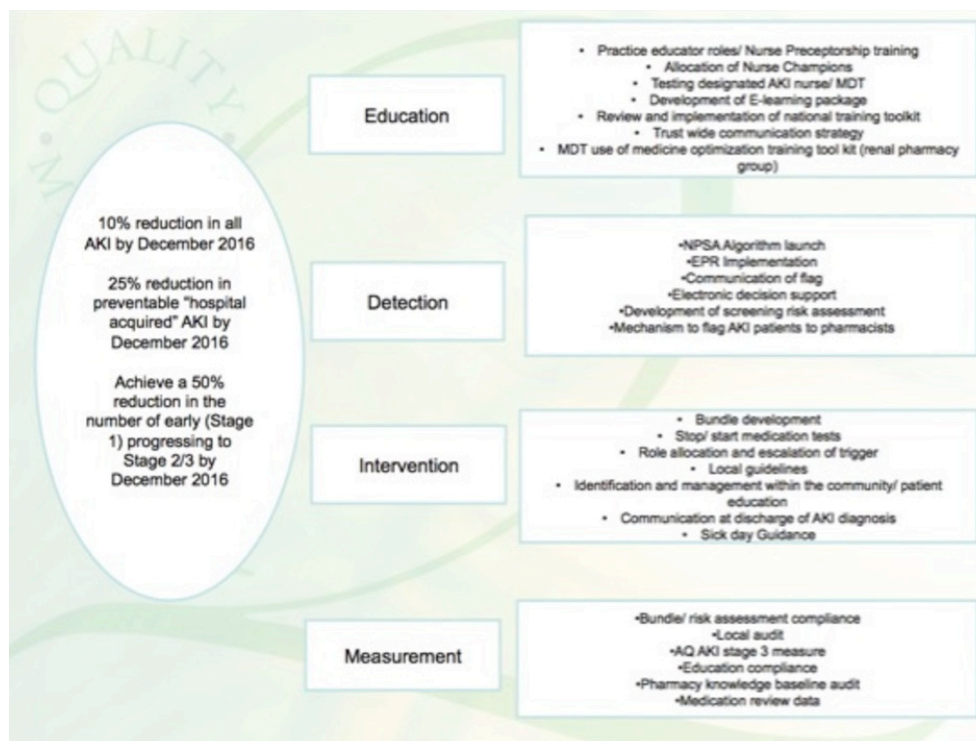 QUALITY
10% reduction in all
AKI by December 2016
25% reduction in
preventable "hospital
acquired" AKI by
December 2016
Achieve a 50%
reduction in the
number of early (Stage
1) progressing to
Stage 2/3 by
December 2016
Education
• Practice educator roles/ Nurse Preceptorship training
• Allocation of Nurse Champions
• Testing designated AKI nurse/ MDT
• Development of E-learning package
• Review and implementation of national training toolkit
• Trust wide communication strategy
• MDT use of medicine optimization training tool kit (renal pharmacy
group)
Detection
•NPSA Algorithm launch
•EPR Implementation
•Communication of flag
•Electronic decision support
•Development of screening risk assessment
•Mechanism to flag AKI patients to pharmacists
Intervention
• Bundle development
• Stop/ start medication tests
• Role allocation and escalation of trigger
• Local guidelines
• Identification and management within the community/ patient
education
• Communication at discharge of AKI diagnosis
• Sick day Guidance
Measurement
•Bundle/ risk assessment compliance
•Local audit
•AQ AKI stage 3 measure
•Education compliance
•Pharmacy knowledge baseline audit
•Medication review data